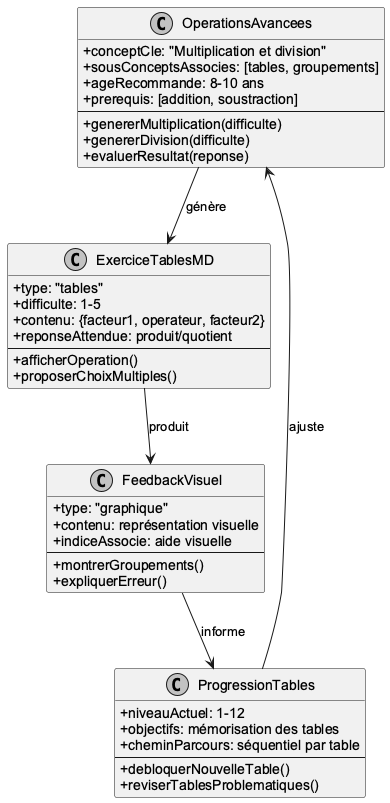 C OperationsAvancees
+conceptCle: "Multiplication et division"
+sousConceptsAssocies: [tables, groupements]
+ageRecommande: 8-10 ans
+prerequis: [addition, soustraction]
+genererMultiplication(difficulte)
+genererDivision(difficulte)
+evaluerResultat(reponse)
génère
C ExerciceTablesMD
+type: "tables"
+difficulte: 1-5
+contenu: {facteur1, operateur, facteur2}
+reponseAttendue: produit/quotient
+afficherOperation()
+proposerChoixMultiples()
produit
ajuste
C FeedbackVisuel
+type: "graphique"
+contenu: représentation visuelle
+indiceAssocie: aide visuelle
+montrerGroupements()
+expliquerErreur()
informe
C ProgressionTables
+niveauActuel: 1-12
+objectifs: mémorisation des tables
+cheminParcours: séquentiel par table
+debloquerNouvelleTable()
+reviserTablesProblematiques()